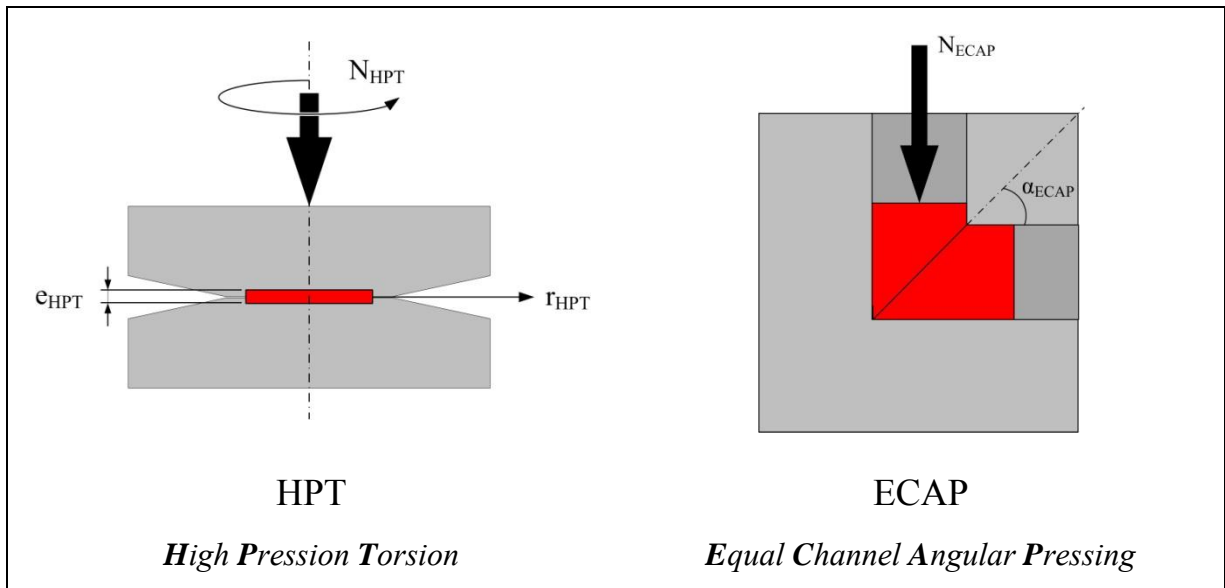 N_HPT
e_HPT
r_HPT
HPT
High Pression Torsion
N_ECAP
α_ECAP
ECAP
Equal Channel Angular Pressing